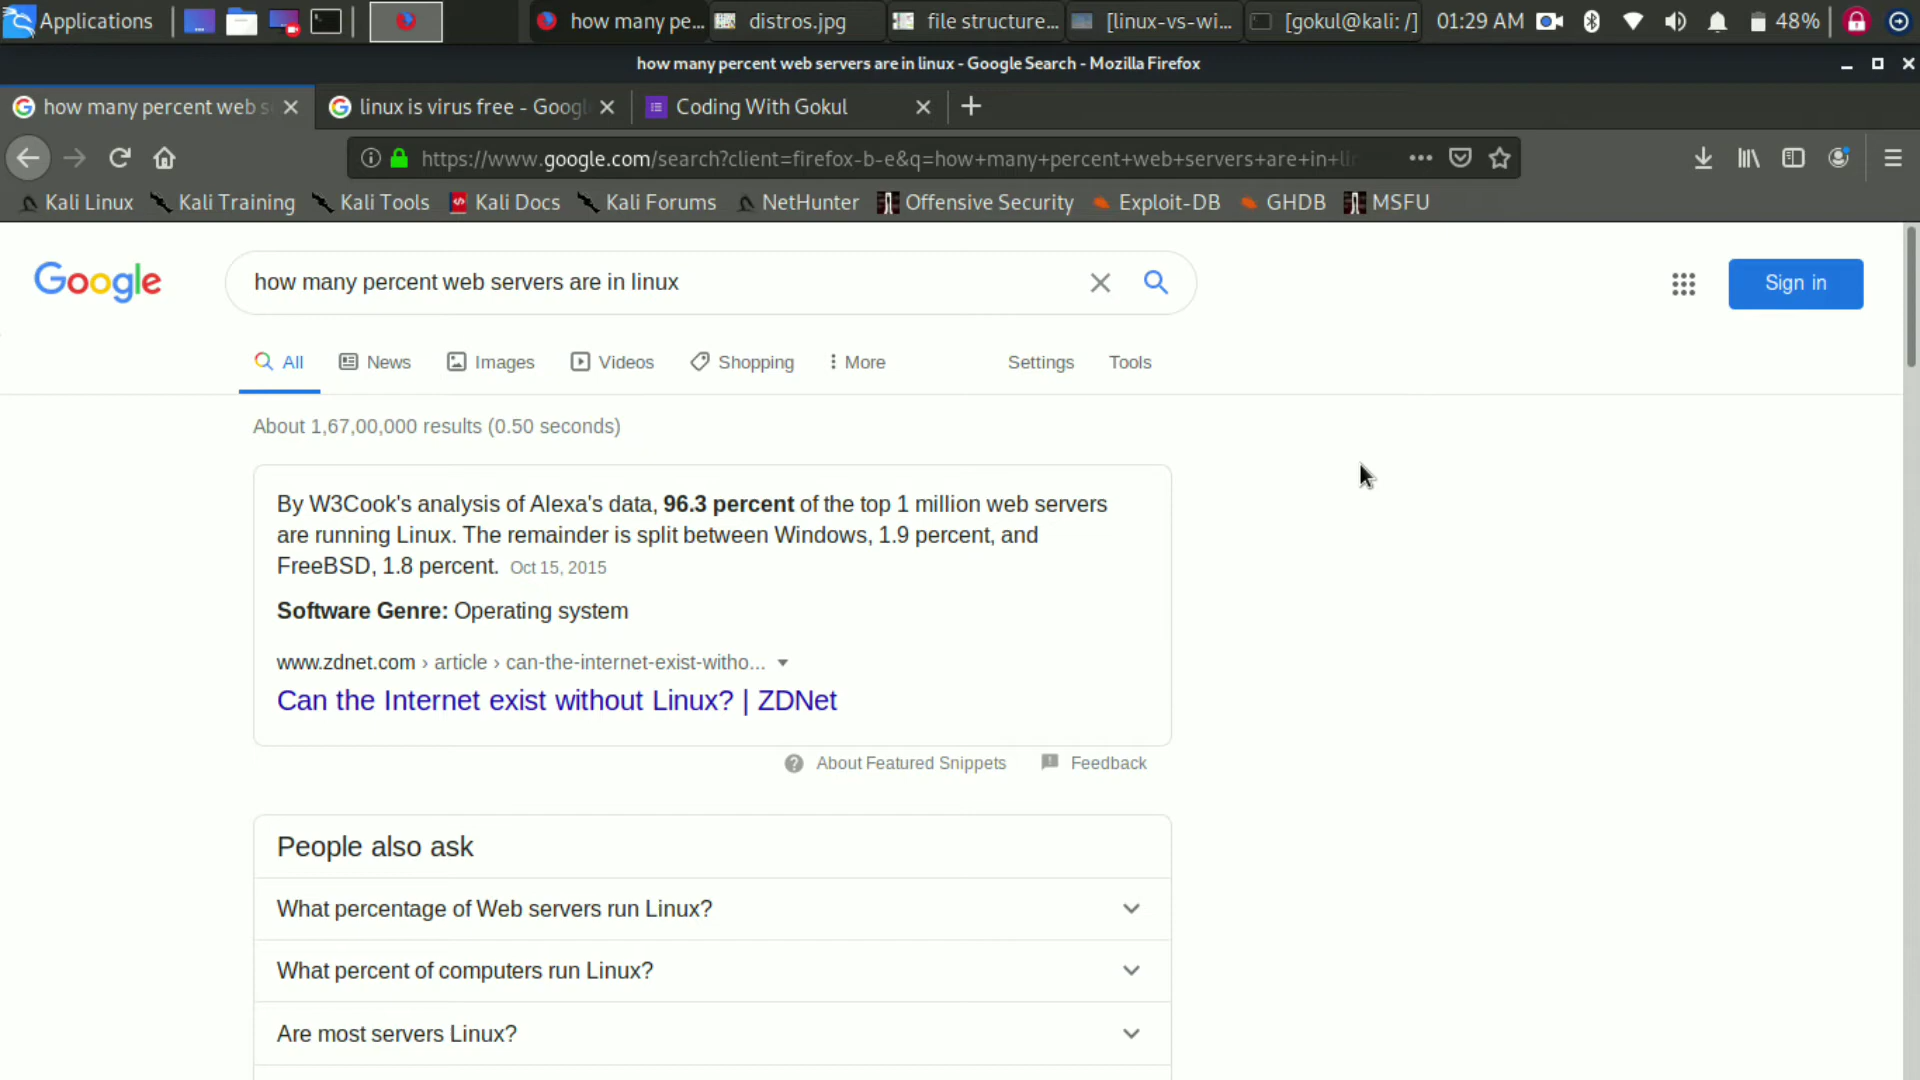 Applications
how many pe...
distros.jpg
file structure...
[linux-vs-wi...
[gokul@kali: /]
01:29 AM
48%
how many percent web servers are in linux - Google Search - Mozilla Firefox
how many percent web s
linux is virus free - Googl
Coding With Gokul
https://www.google.com/search?client=firefox-b-e&q=how+many+percent+web+servers+are+in+lin
Kali Linux
Kali Training
Kali Tools
Kali Docs
Kali Forums
NetHunter
Offensive Security
Exploit-DB
GHDB
MSFU
Google
how many percent web servers are in linux
Sign in
All
News
Images
Videos
Shopping
More
Settings
Tools
About 1,67,00,000 results (0.50 seconds)
By W3Cook's analysis of Alexa's data, 96.3 percent of the top 1 million web servers
are running Linux. The remainder is split between Windows, 1.9 percent, and
FreeBSD, 1.8 percent. Oct 15, 2015
Software Genre: Operating system
www.zdnet.com › article › can-the-internet-exist-witho...
Can the Internet exist without Linux? | ZDNet
About Featured Snippets
Feedback
People also ask
What percentage of Web servers run Linux?
What percent of computers run Linux?
Are most servers Linux?